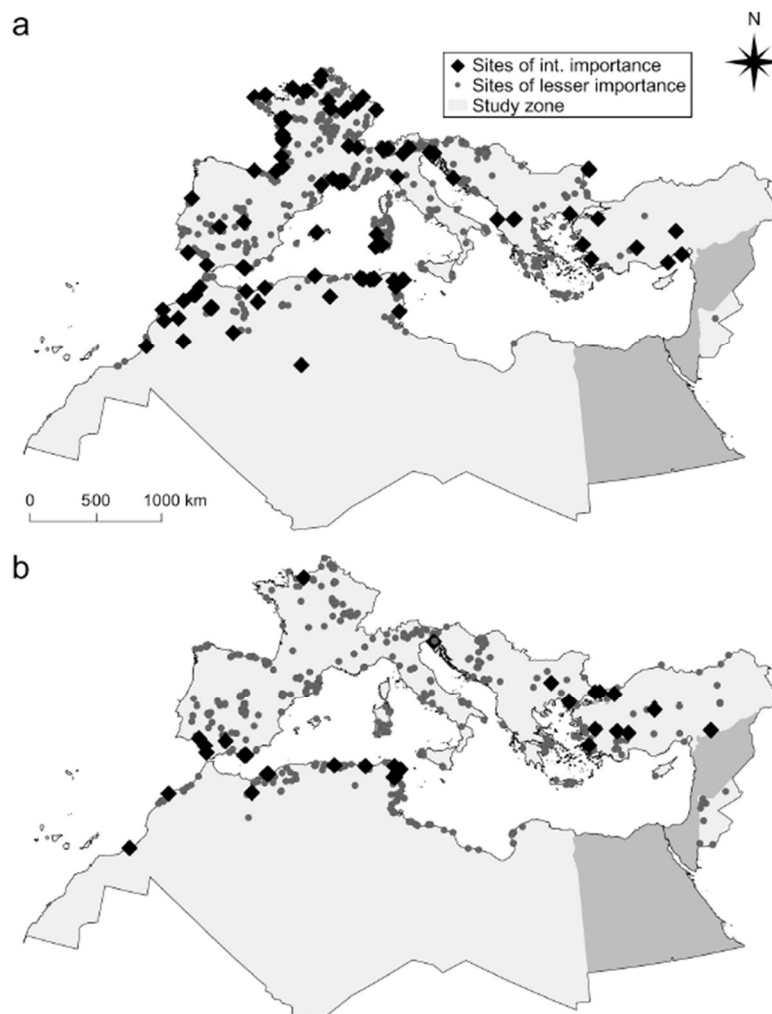 a
N
Sites of int. importance
Sites of lesser importance
Study zone
0 500 1000 km
b